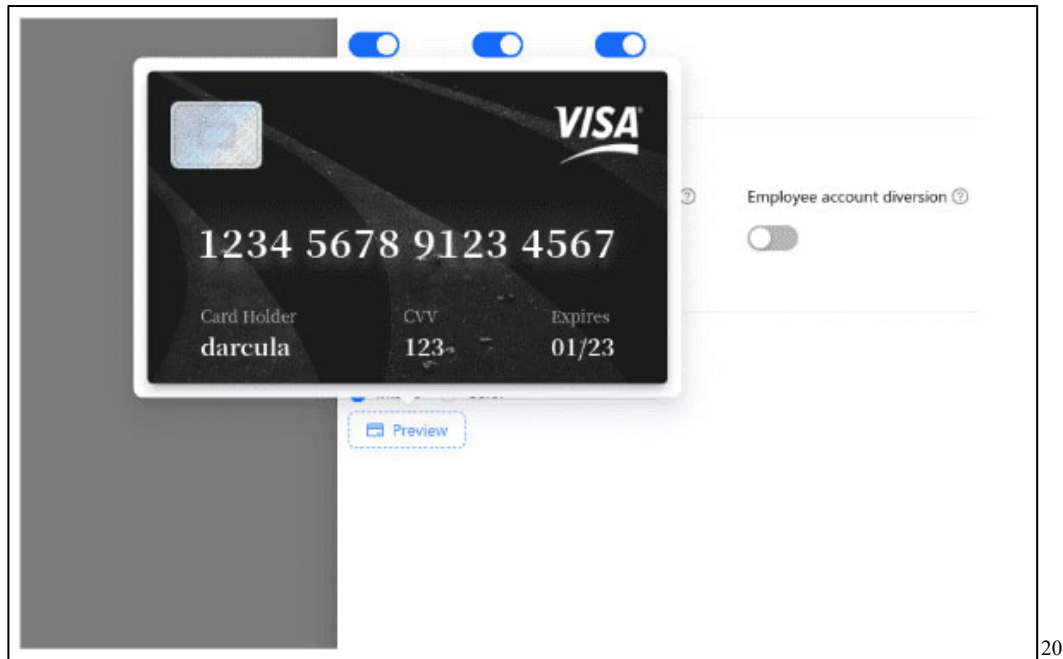 VISA
Employee account diversion ?
1234 5678 9123 4567
Card Holder CVV Expires
darcula 123 01/23
Preview
20